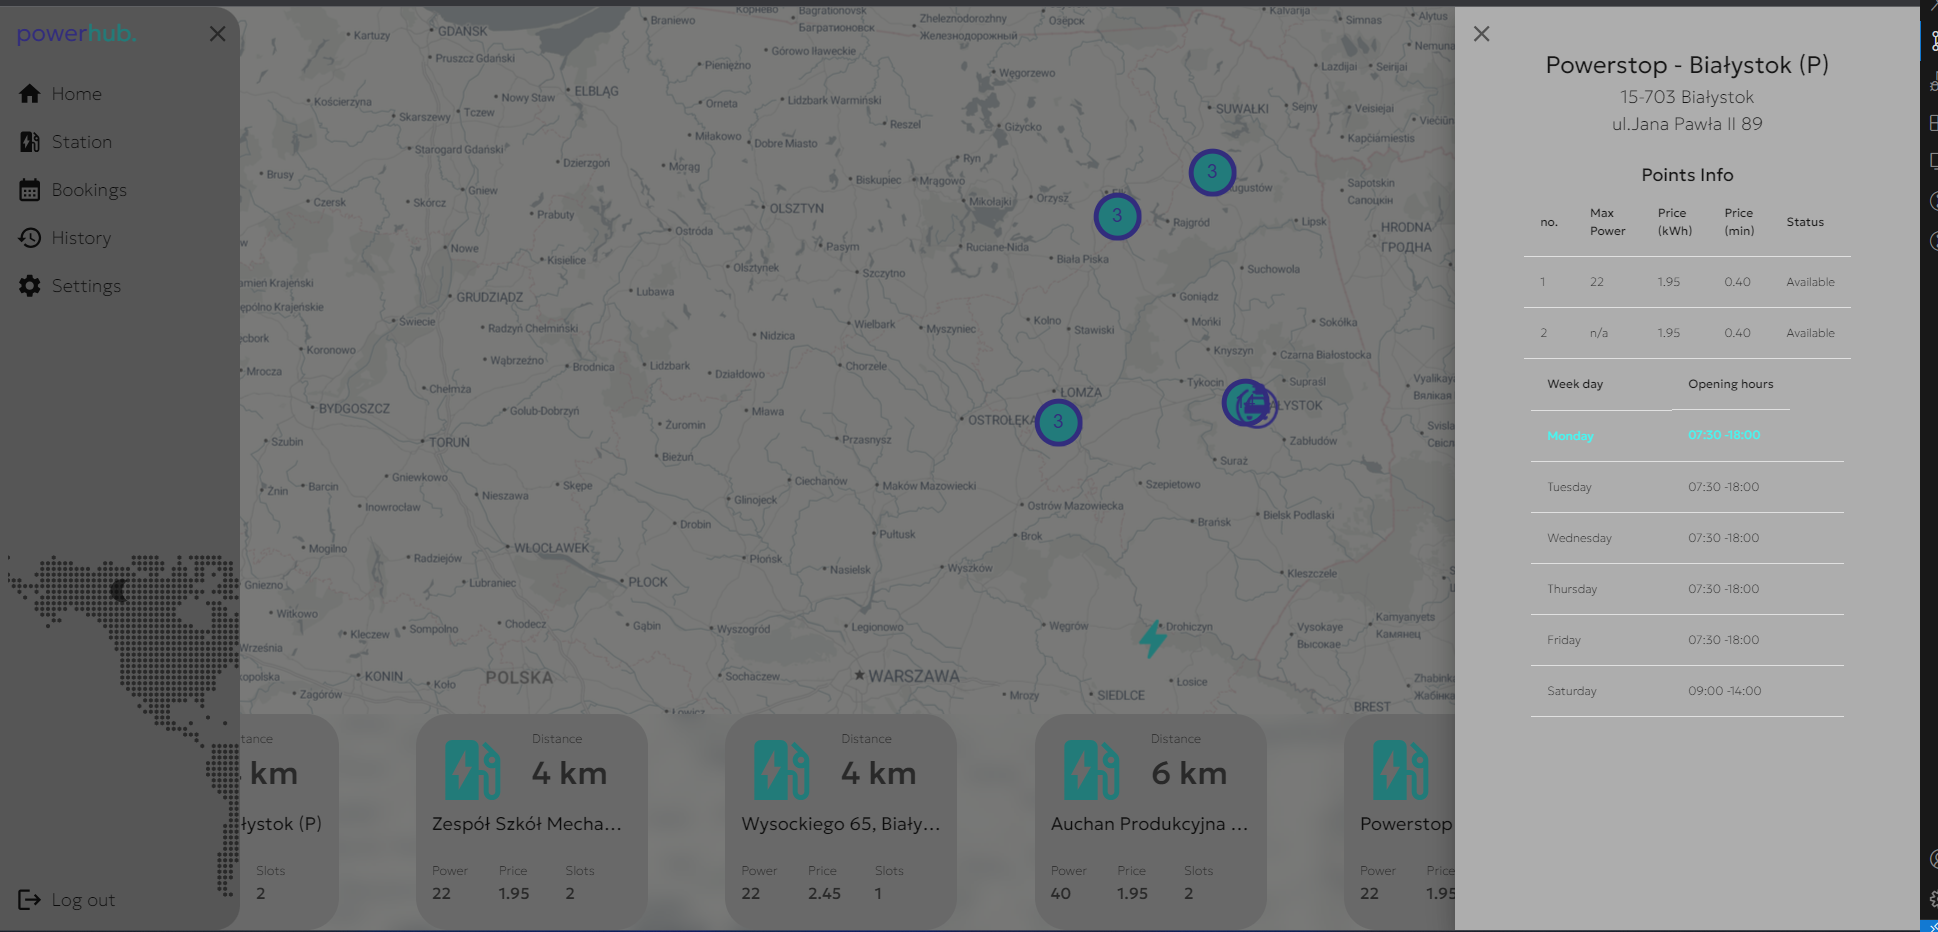 powerhub.
Home
Station
Bookings
History
Settings
Log out
Braniewo
Bagrationovsk
Багратионовск
Zheleznodorozhny
Железнодорожный
Озёрск
Kalvarija
Simnas
Alytus
Kartuzy
GDAŃSK
Górowo Iławeckie
Pruszcz Gdański
Pieniężno
Węgorzewo
Lazdijai
Seirijai
Kościerzyna
Nowy Staw
ELBLĄG
Orneta
Lidzbark Warmiński
SUWAŁKI
Sejny
Veisiejai
Skarszewy
Tczew
Reszel
Giżycko
Miłakowo
Dobre Miasto
Kapčiamiestis
Starogard Gdański
Dzierzgoń
Morąg
Ryn
Brusy
Gniew
Biskupiec
Mrągowo
3
Augustów
Sapotskin
Сапоцкін
Czersk
Skórcz
Prabuty
OLSZTYN
Mikołajki
Orzysz
3
Rajgród
Lipsk
HRODNA
ГРОДНА
Nowe
Ostróda
Pasym
Ruciane-Nida
Kisielice
Olsztynek
Szczytno
Biała Piska
Suchowola
GRUDZIĄDZ
Lubawa
Goniądz
Świecie
Radzyń Chełmiński
Nidzica
Wielbark
Myszyniec
Kolno
Stawiski
Mońki
Sokółka
Koronowo
Wąbrzeźno
Brodnica
Lidzbark
Działdowo
Chorzele
Knyszyn
Czarna Białostocka
Mrocza
Chełmża
Tykocin
Supraśl
BYDGOSZCZ
Golub-Dobrzyń
Mława
ŁOMŻA
OSTROŁĘKA
3
Szubin
TORUŃ
Żuromin
Przasnysz
Zabłudów
Bieżuń
Suraż
Żnin
Barcin
Gniewkowo
Skępe
Ciechanów
Maków Mazowiecki
Szepietowo
Inowrocław
Nieszawa
Glinojeck
Ostrów Mazowiecka
Drobin
Brańsk
Bielsk Podlaski
Mogilno
Radziejów
WŁOCŁAWEK
Płońsk
Pułtusk
Brok
Gniezno
Lubraniec
PŁOCK
Nasielsk
Wyszków
Kleszczele
Witkowo
Kleczew
Sompolno
Chodecz
Gąbin
Wyszogród
Legionowo
Węgrów
Drohiczyn
Vysokaye
Высокае
Kamyanyets
Камянец
Września
KONIN
Koło
POLSKA
Sochaczew
WARSZAWA
Zagorów
Mrozy
SIEDLCE
Łosice
BREST
Distance
4 km
Zespół Szkół Mecha...
Power
Price
Slots
22
1.95
2
Distance
4 km
Wysockiego 65, Biały...
Power
Price
Slots
22
2.45
1
Distance
6 km
Auchan Produkcyjna ...
Power
Price
Slots
40
1.95
2
Powerstop
Power
Price
22
1.95
km
łystok (P)
Slots
2
Powerstop - Białystok (P)
15-703 Białystok
ul.Jana Pawła II 89
Points Info
no.
Max Power
Price (kWh)
Price (min)
Status
1
22
1.95
0.40
Available
2
n/a
1.95
0.40
Available
Week day
Opening hours
Monday
07:30 -18:00
Tuesday
07:30 -18:00
Wednesday
07:30 -18:00
Thursday
07:30 -18:00
Friday
07:30 -18:00
Saturday
09:00 -14:00